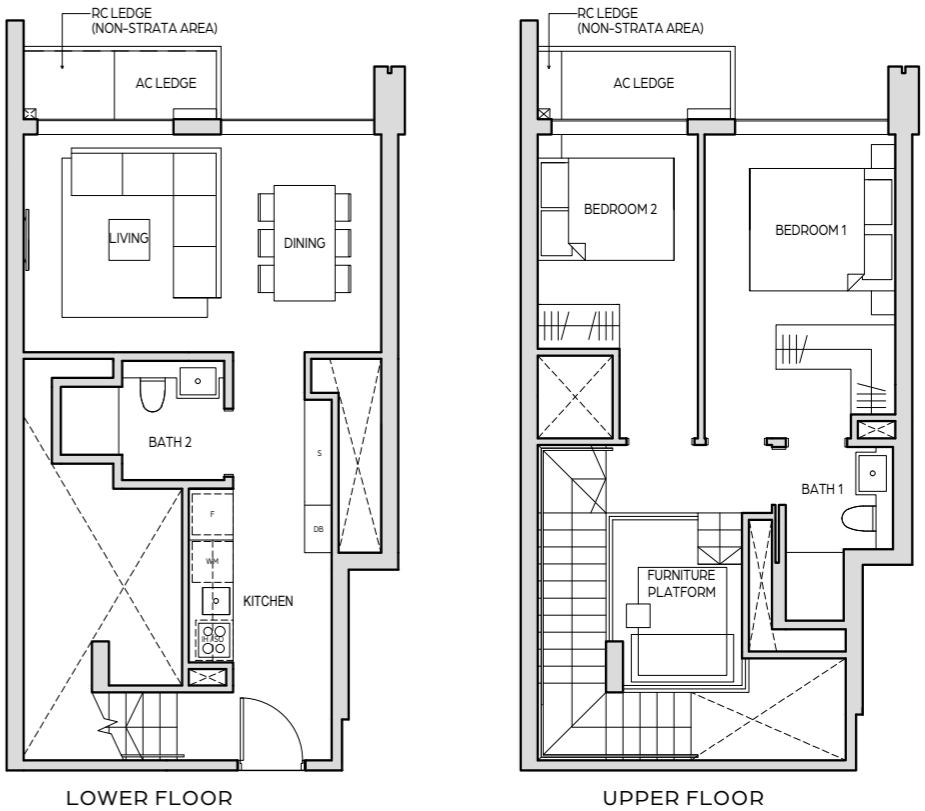 RC LEDGE
(NON-STRATA AREA)
AC LEDGE
LIVING
DINING
BATH 2
S
F
DB
WM
KITCHEN
LOWER FLOOR
RC LEDGE
(NON-STRATA AREA)
AC LEDGE
BEDROOM 2
BEDROOM 1
BATH 1
FURNITURE
PLATFORM
UPPER FLOOR